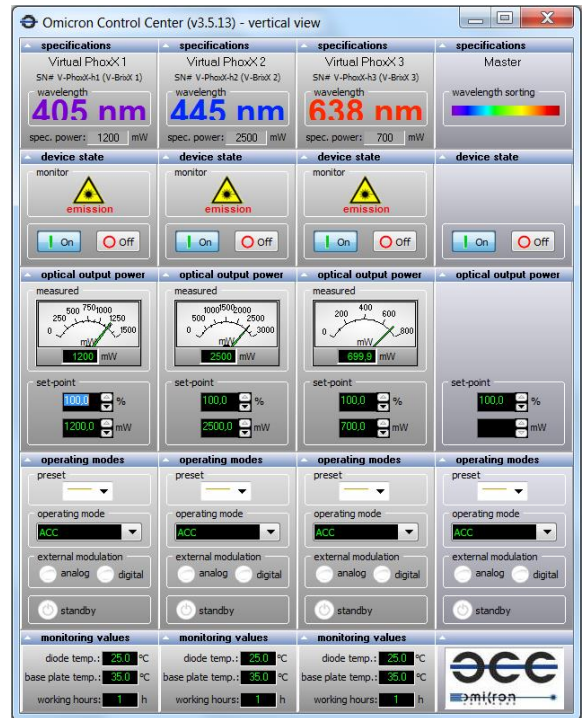 Omicron Control Center (v3.5.13) - vertical view
specifications specifications specifications specifications
Virtual PhoxX 1 Virtual PhoxX 2 Virtual PhoxX 3 Master
SN# V-PhoxX-h1 (V-BrixX 1) SN# V-PhoxX-h2 (V-BrixX 2) SN# V-PhoxX-h3 (V-BrixX 3)
wavelength wavelength wavelength wavelength sorting
405 nm 445 nm 638 nm
spec. power: 1200 mW spec. power: 2500 mW spec. power: 700 mW
device state device state device state device state
monitor monitor monitor
emission emission emission
On Off On Off On Off On Off
optical output power optical output power optical output power optical output power
measured measured measured
0 250 500 750 1000 1250 1500 0 500 1000 1500 2000 2500 3000 0 200 400 600 800
mW mW mW
1200 mW 2500 mW 699,9 mW
set-point set-point set-point set-point
100,0 % 100,0 % 100,0 % 100,0 %
1200,0 mW 2500,0 mW 700,0 mW mW
operating modes operating modes operating modes operating modes
preset preset preset preset
operating mode operating mode operating mode operating mode
ACC ACC ACC ACC
external modulation external modulation external modulation external modulation
analog digital analog digital analog digital analog digital
standby standby standby standby
monitoring values monitoring values monitoring values
diode temp.: 25.0 °C diode temp.: 25.0 °C diode temp.: 25.0 °C
base plate temp.: 35.0 °C base plate temp.: 35.0 °C base plate temp.: 35.0 °C
working hours: 1 h working hours: 1 h working hours: 1 h
OCC
omicron